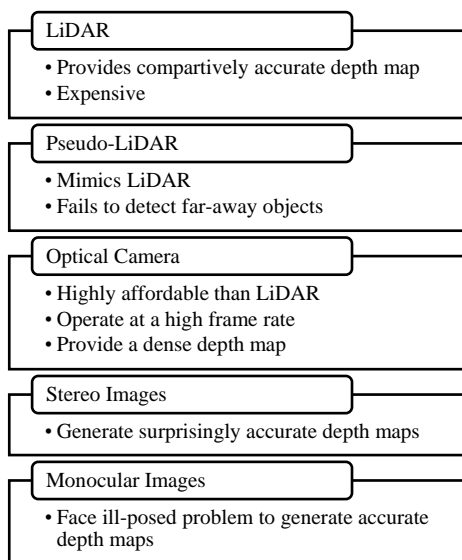 LiDAR
• Provides compartively accurate depth map
• Expensive
Pseudo-LiDAR
• Mimics LiDAR
• Fails to detect far-away objects
Optical Camera
• Highly affordable than LiDAR
• Operate at a high frame rate
• Provide a dense depth map
Stereo Images
• Generate surprisingly accurate depth maps
Monocular Images
• Face ill-posed problem to generate accurate
depth maps